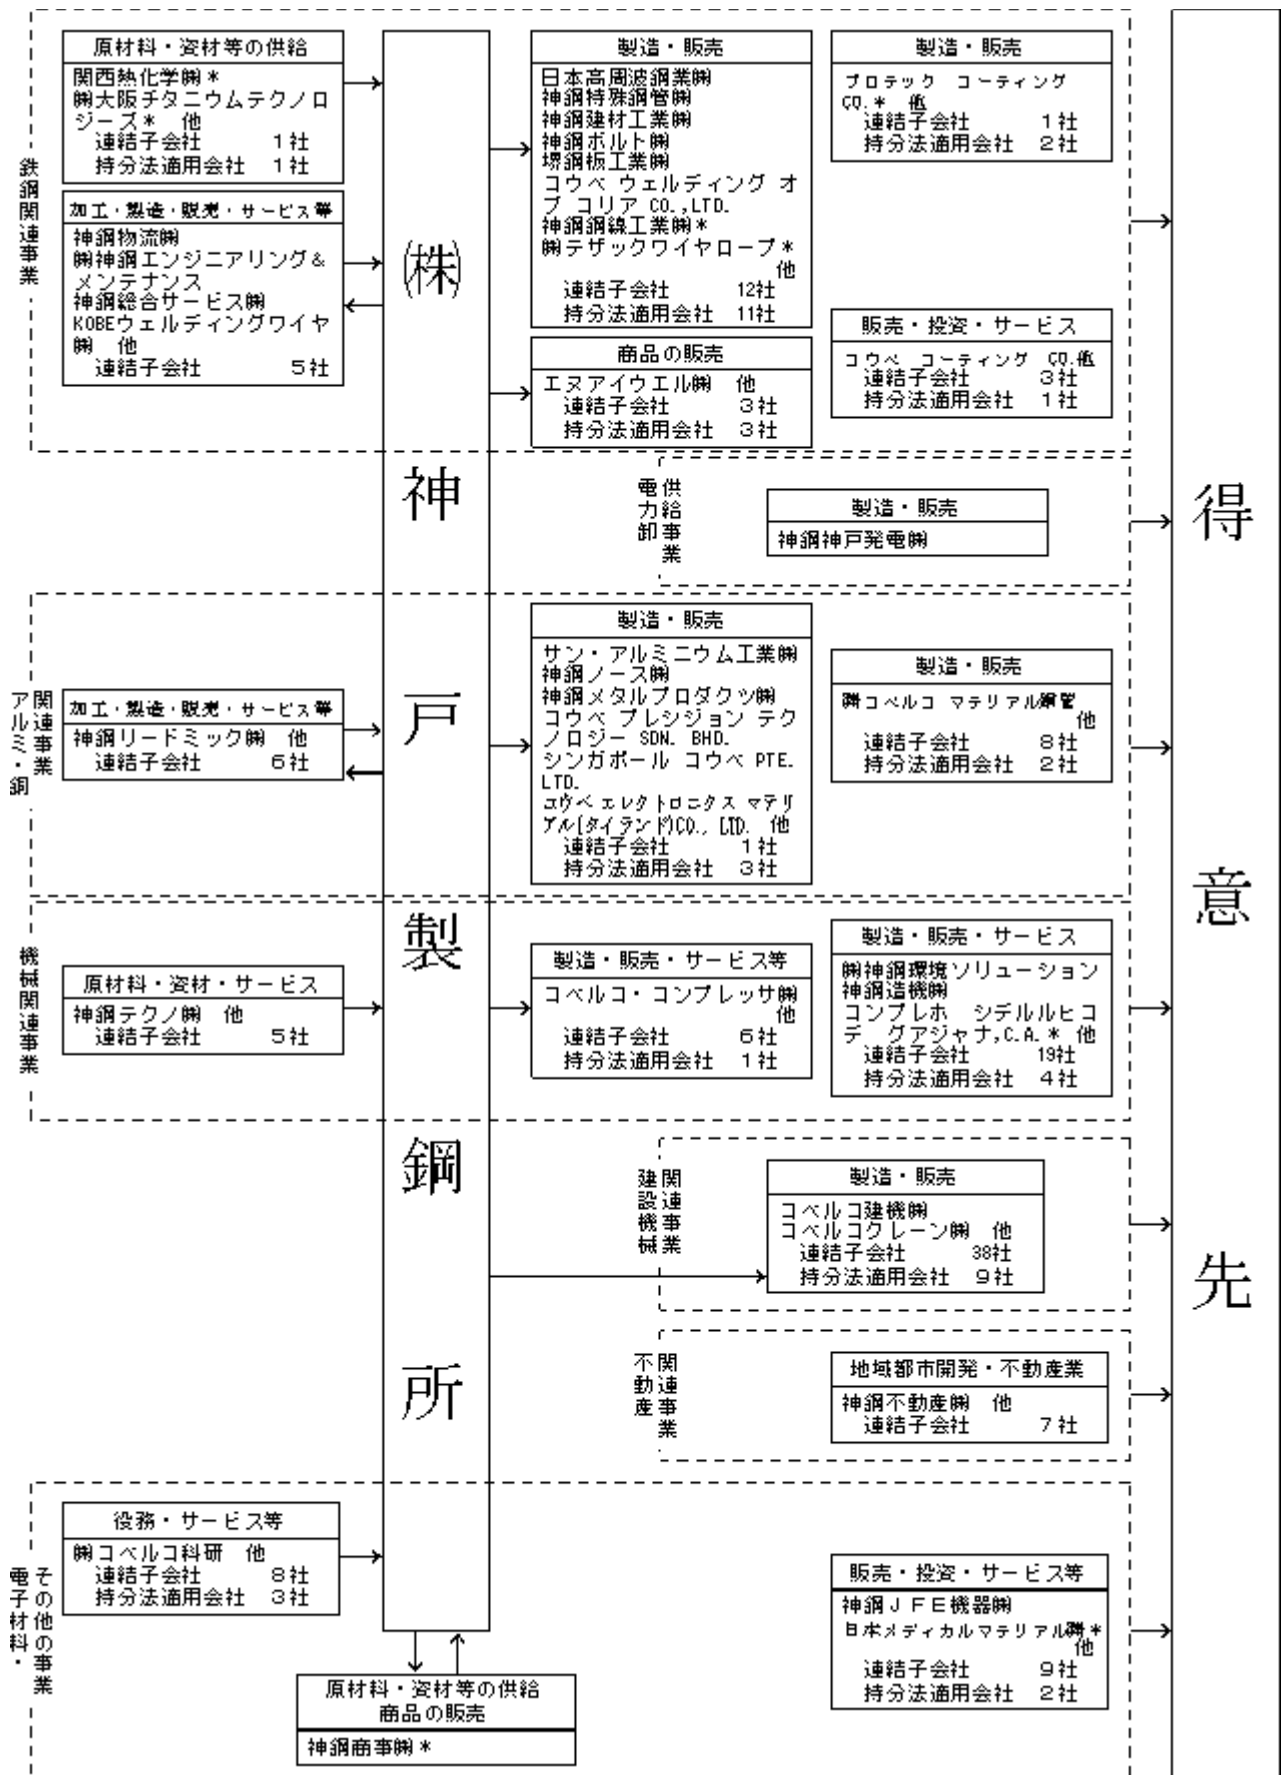 鉄鋼関連事業
原材料・資材等の供給
関西熱化学㈱*
㈱大阪チタニウムテクノロ
ジーズ* 他
連結子会社 1社
持分法適用会社 1社
加工・製造・販売・サービス等
神鋼物流㈱
㈱神鋼エンジニアリング&
メンテナンス
神鋼総合サービス㈱
KOBEウェルディングワイヤ
㈱ 他
連結子会社 5社
㈱神戸製鋼所
製造・販売
日本高周波鋼業㈱
神鋼特殊鋼管㈱
神鋼建材工業㈱
神鋼ボルト㈱
堺鋼板工業㈱
コウベ ウェルディング オ
ブ コリア CO.,LTD.
神鋼鋼線工業㈱*
㈱テザックワイヤロープ*
他
連結子会社 12社
持分法適用会社 11社
商品の販売
エヌアイウエル㈱ 他
連結子会社 3社
持分法適用会社 3社
製造・販売
プロテック コーティング
CO.* 他
連結子会社 1社
持分法適用会社 2社
販売・投資・サービス
コウベ コーティング CO.他
連結子会社 3社
持分法適用会社 1社
得意先
電力卸
供給事業
製造・販売
神鋼神戸発電㈱
アルミ・銅
関連事業
加工・製造・販売・サービス等
神鋼リードミック㈱ 他
連結子会社 6社
製造・販売
サン・アルミニウム工業㈱
神鋼ノース㈱
神鋼メタルプロダクツ㈱
コウベ プレシジョン テク
ノロジー SDN. BHD.
シンガポール コウベ PTE.
LTD.
コウベ エレクトロニクス マテリ
アル(タイランド)CO., LTD. 他
連結子会社 1社
持分法適用会社 3社
製造・販売
㈱コベルコ マテリアル銅管
他
連結子会社 8社
持分法適用会社 2社
機械関連事業
原材料・資材・サービス
神鋼テクノ㈱ 他
連結子会社 5社
製造・販売・サービス等
コベルコ・コンプレッサ㈱
他
連結子会社 6社
持分法適用会社 1社
製造・販売・サービス
㈱神鋼環境ソリューション
神鋼造機㈱
コンプレホ シデルルヒコ
デ グアジャナ,C.A.* 他
連結子会社 19社
持分法適用会社 4社
建設機械
関連事業
製造・販売
コベルコ建機㈱
コベルコクレーン㈱ 他
連結子会社 38社
持分法適用会社 9社
不動産
関連事業
地域都市開発・不動産業
神鋼不動産㈱ 他
連結子会社 7社
電子材料・
その他の事業
役務・サービス等
㈱コベルコ科研 他
連結子会社 8社
持分法適用会社 3社
販売・投資・サービス等
神鋼JFE機器㈱
日本メディカルマテリアル㈱*
他
連結子会社 9社
持分法適用会社 2社
原材料・資材等の供給
商品の販売
神鋼商事㈱*